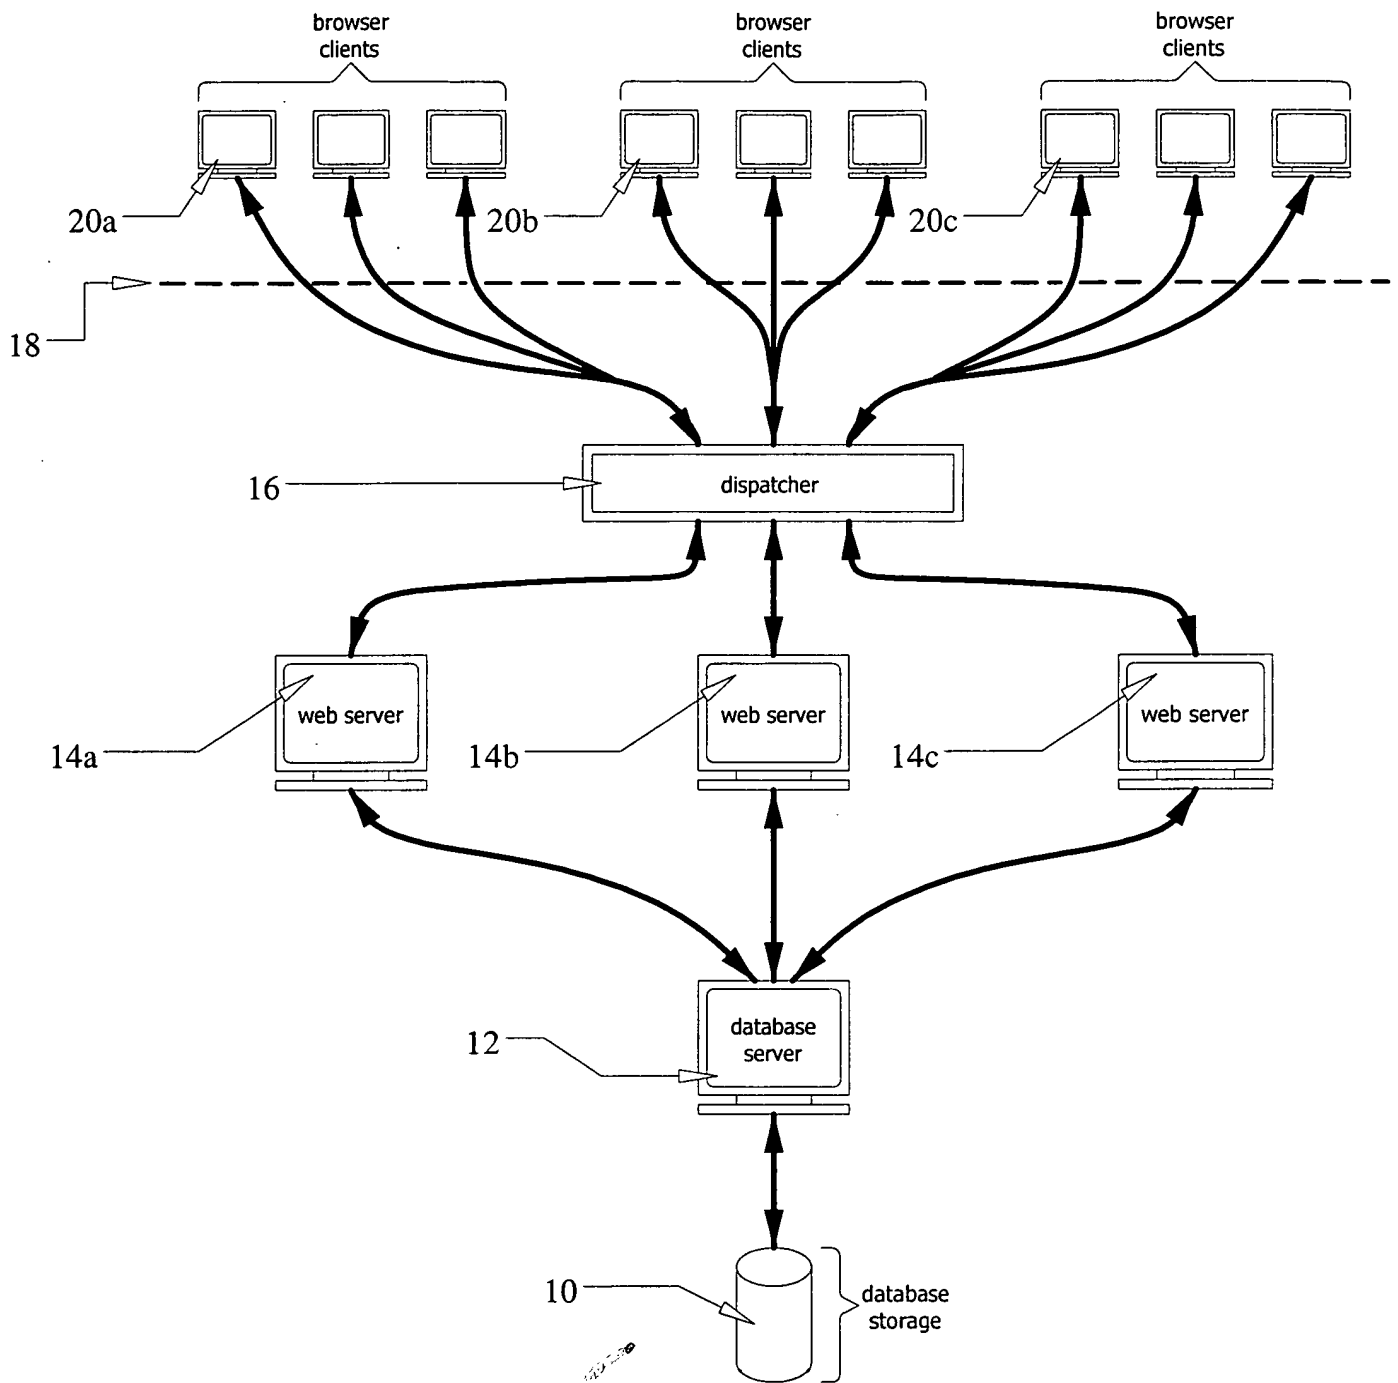 browser
clients
browser
clients
browser
clients
20a
20b
20c
18
16
dispatcher
web server
web server
web server
14a
14b
14c
database
server
12
10
database
storage